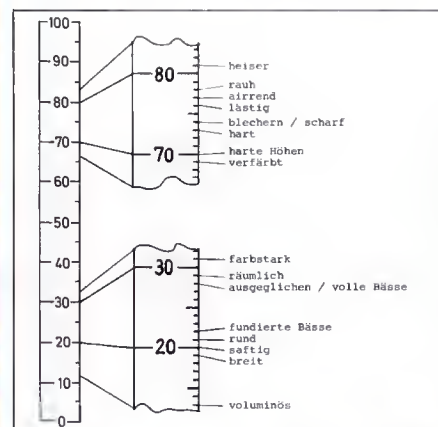 100
90
80
70
60
50
40
30
20
10
0
80
70
heiser
rauh
airrend
lästig
blechern / scharf
hart
harte Höhen
verfärbt
30
20
farbstark
räumlich
ausgeglichen / volle Bässe
fundierte Bässe
rund
saftig
breit
voluminös